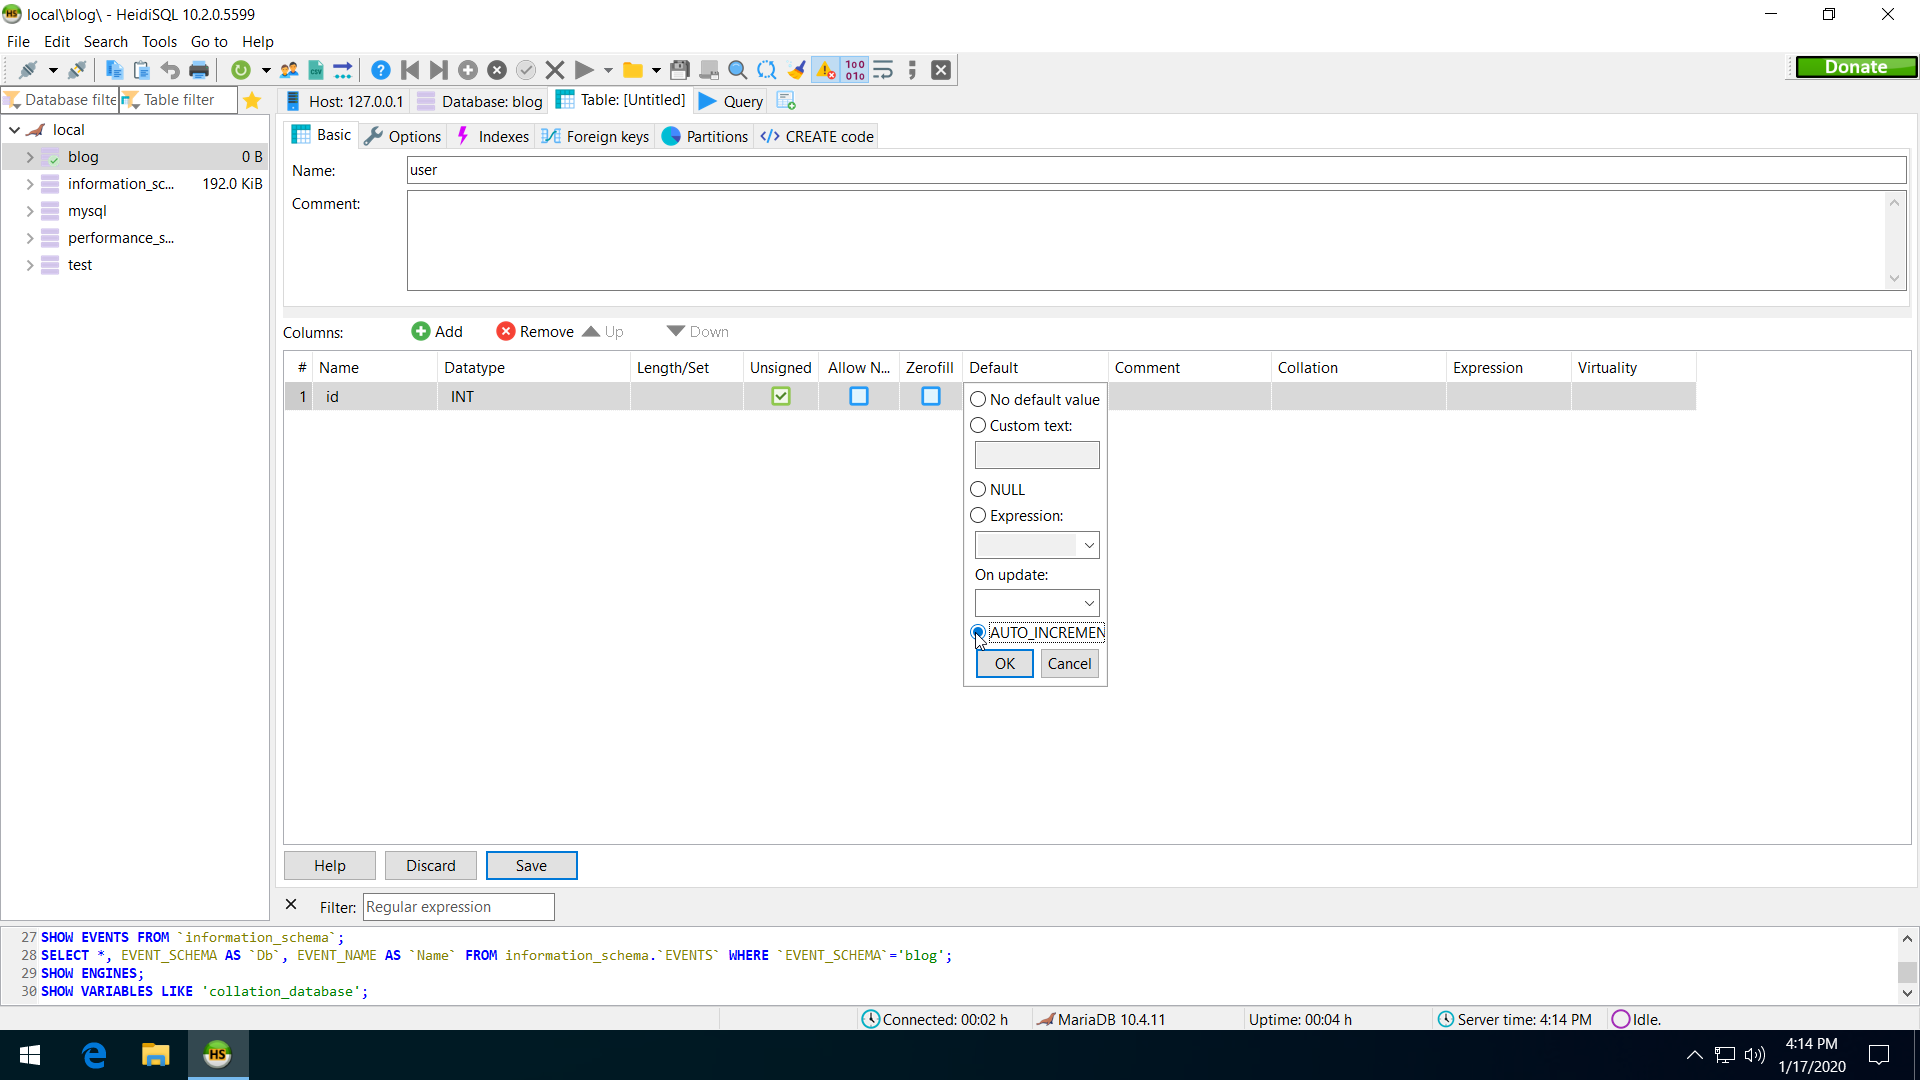 local\blog\ - HeidiSQL 10.2.0.5599
File Edit Search Tools Go to Help
Donate
Database filte Table filter
Host: 127.0.0.1 Database: blog Table: [Untitled] Query
local
blog 0 B
information_sc... 192.0 KiB
mysql
performance_s...
test
Basic Options Indexes Foreign keys Partitions CREATE code
Name: user
Comment:
Columns: Add Remove Up Down
# Name Datatype Length/Set Unsigned Allow N... Zerofill Default Comment Collation Expression Virtuality
1 id INT
No default value
Custom text:
NULL
Expression:
On update:
AUTO_INCREMEN
OK Cancel
Help Discard Save
Filter: Regular expression
27 SHOW EVENTS FROM `information_schema`;
28 SELECT *, EVENT_SCHEMA AS `Db`, EVENT_NAME AS `Name` FROM information_schema.`EVENTS` WHERE `EVENT_SCHEMA`='blog';
29 SHOW ENGINES;
30 SHOW VARIABLES LIKE 'collation_database';
Connected: 00:02 h MariaDB 10.4.11 Uptime: 00:04 h Server time: 4:14 PM Idle.
HS
4:14 PM
1/17/2020